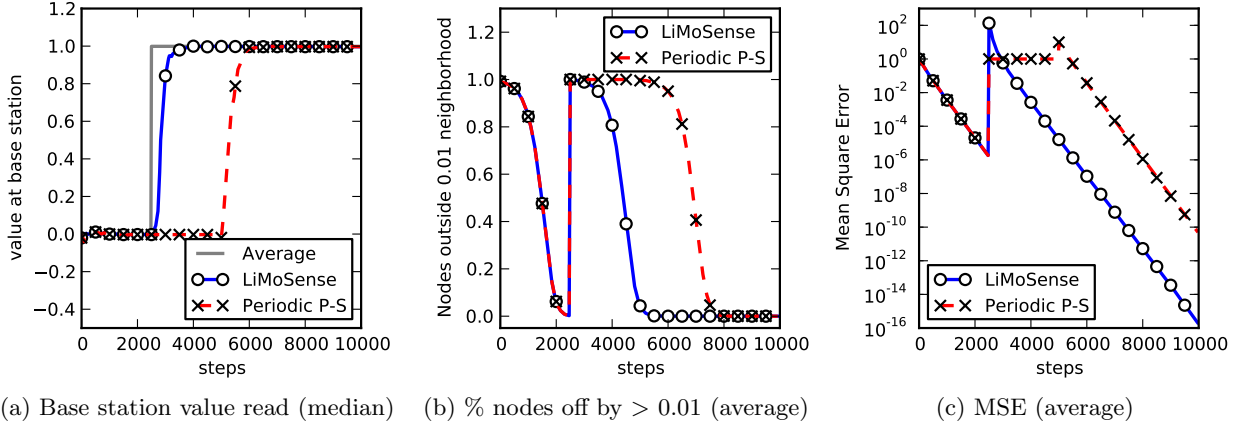 1.2
1.0
0.8
0.6
0.4
0.2
0.0
−0.2
−0.4
value at base station
Average
LiMoSense
Periodic P-S
0 2000 4000 6000 8000 10000
steps
(a) Base station value read (median)
1.2
1.0
0.8
0.6
0.4
0.2
0.0
Nodes outside 0.01 neighborhood
LiMoSense
Periodic P-S
0 2000 4000 6000 8000 10000
steps
(b) % nodes off by > 0.01 (average)
10^2
10^0
10^-2
10^-4
10^-6
10^-8
10^-10
10^-12
10^-14
10^-16
Mean Square Error
LiMoSense
Periodic P-S
0 2000 4000 6000 8000 10000
steps
(c) MSE (average)